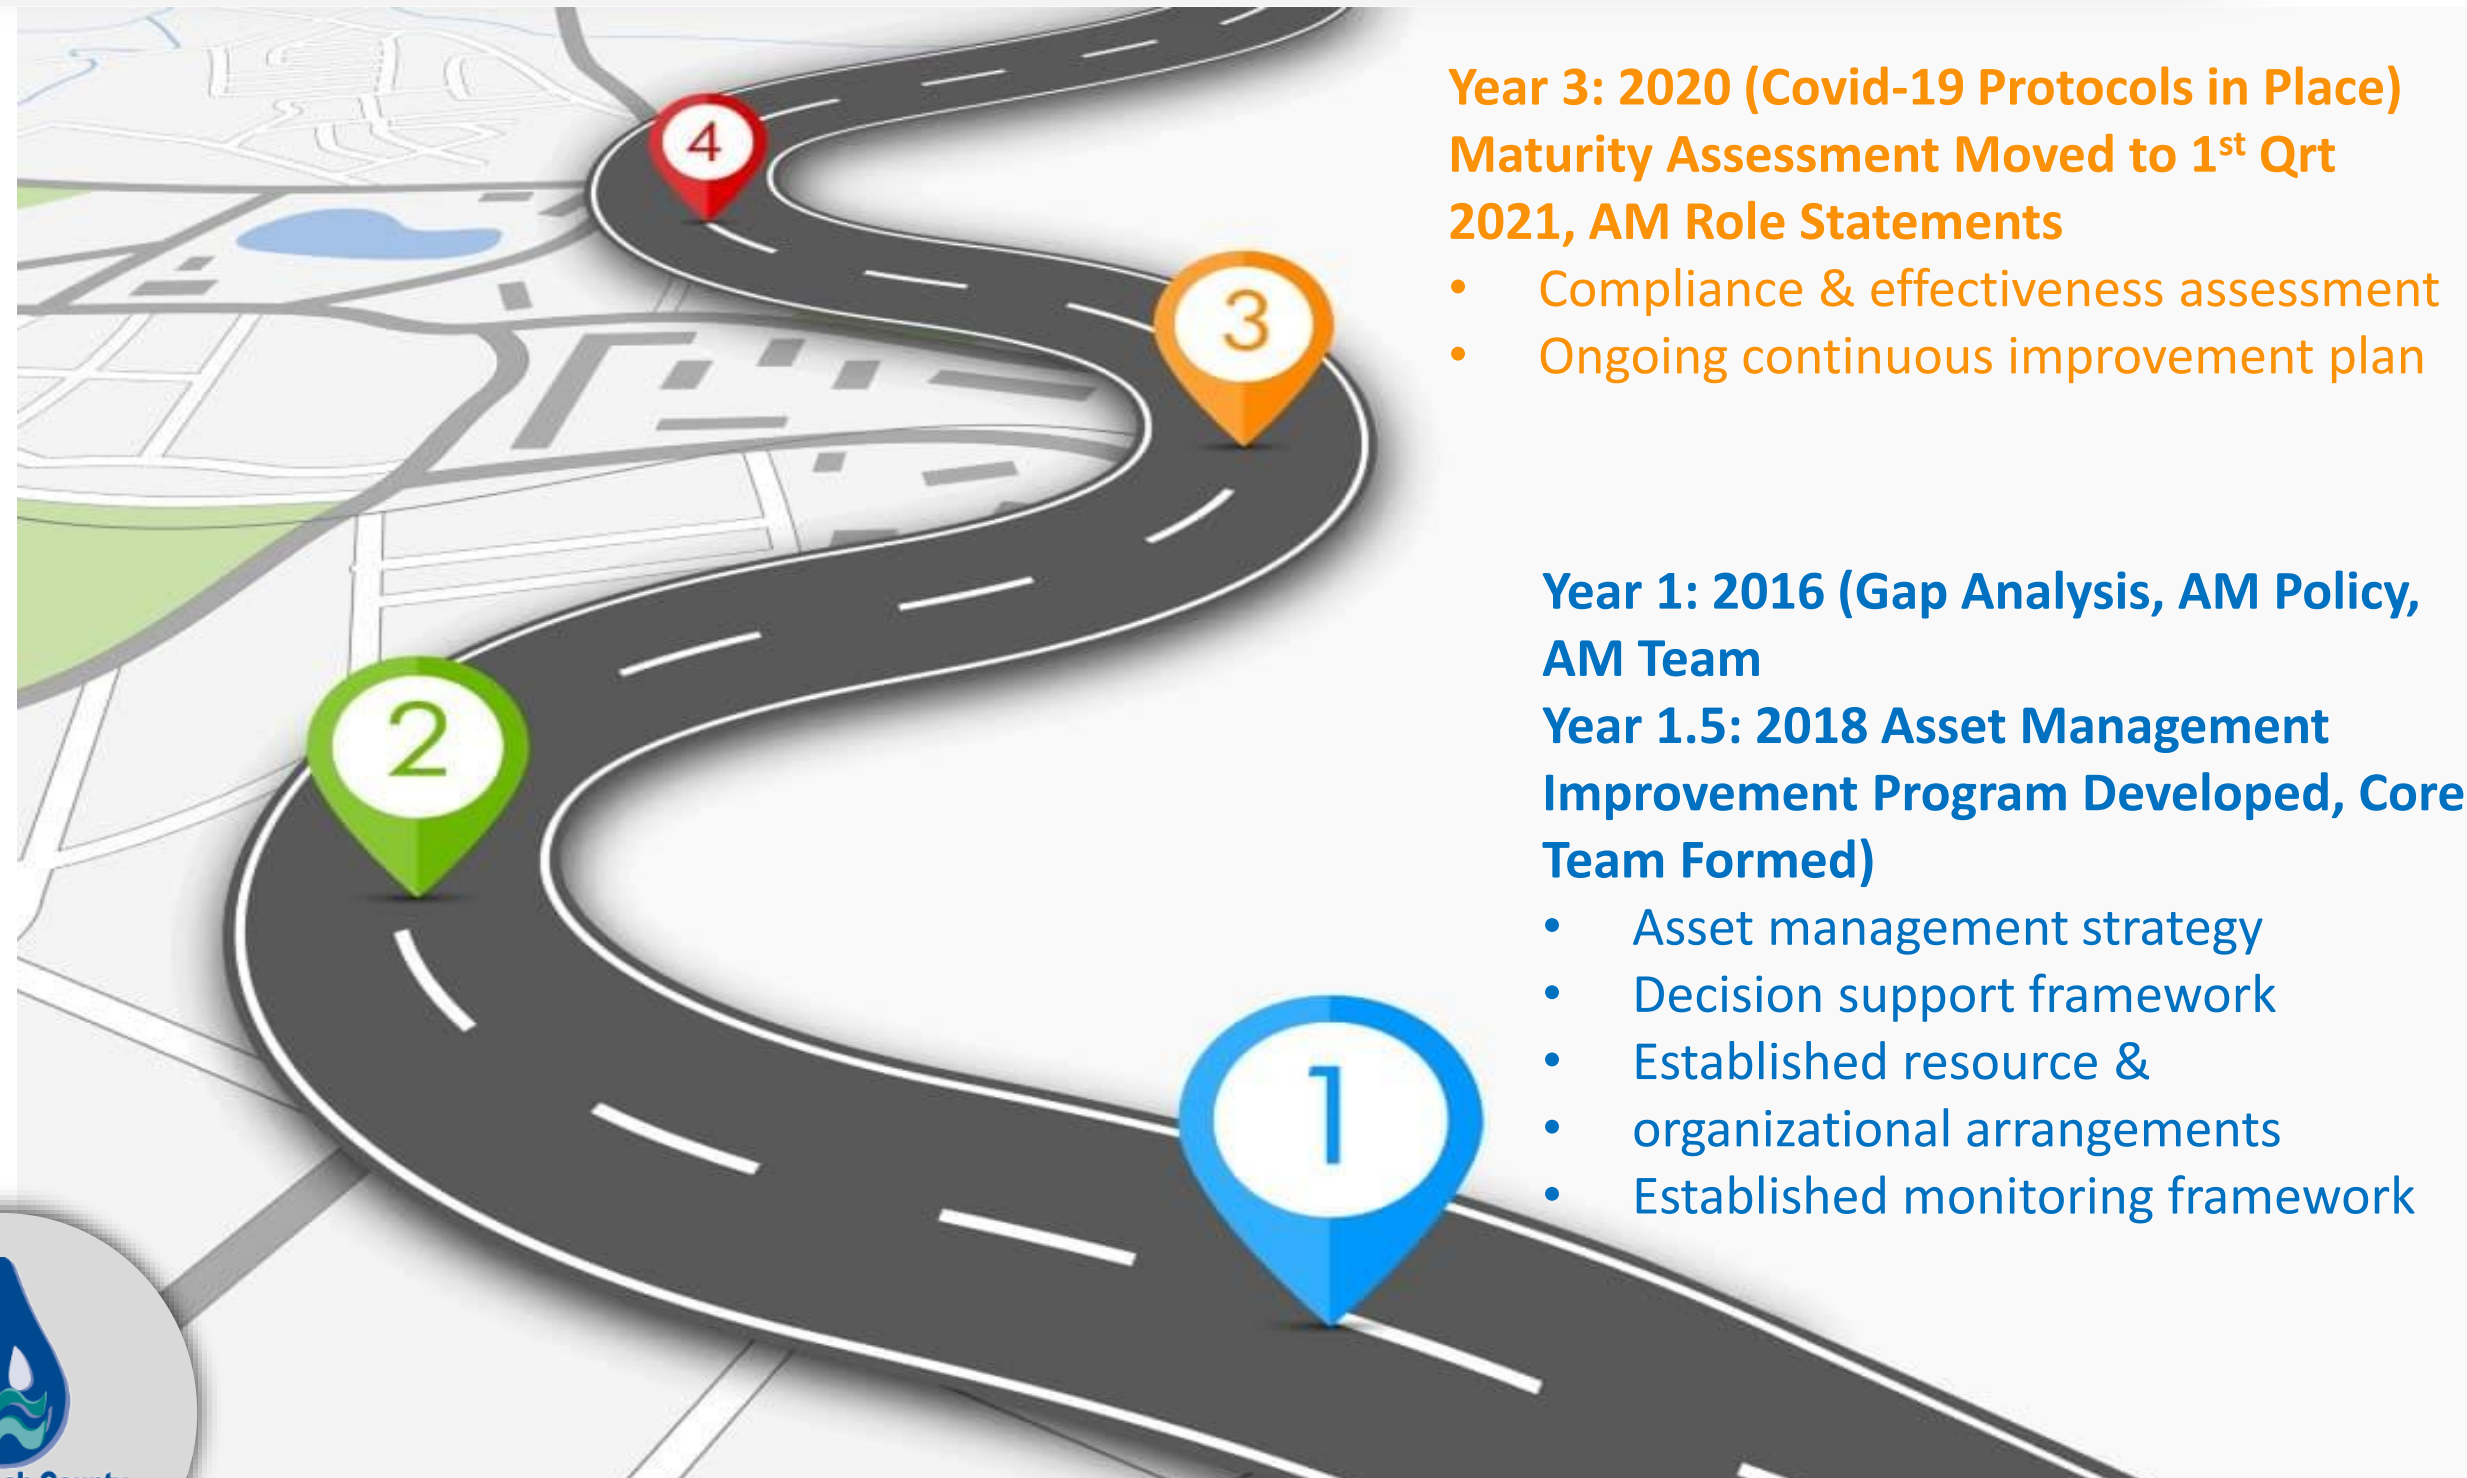 Year 3: 2020 (Covid-19 Protocols in Place)
Maturity Assessment Moved to 1st Qrt
2021, AM Role Statements
• Compliance & effectiveness assessment
• Ongoing continuous improvement plan
4
3
Year 1: 2016 (Gap Analysis, AM Policy,
AM Team
Year 1.5: 2018 Asset Management
Improvement Program Developed, Core
Team Formed)
• Asset management strategy
• Decision support framework
• Established resource &
• organizational arrangements
• Established monitoring framework
2
1